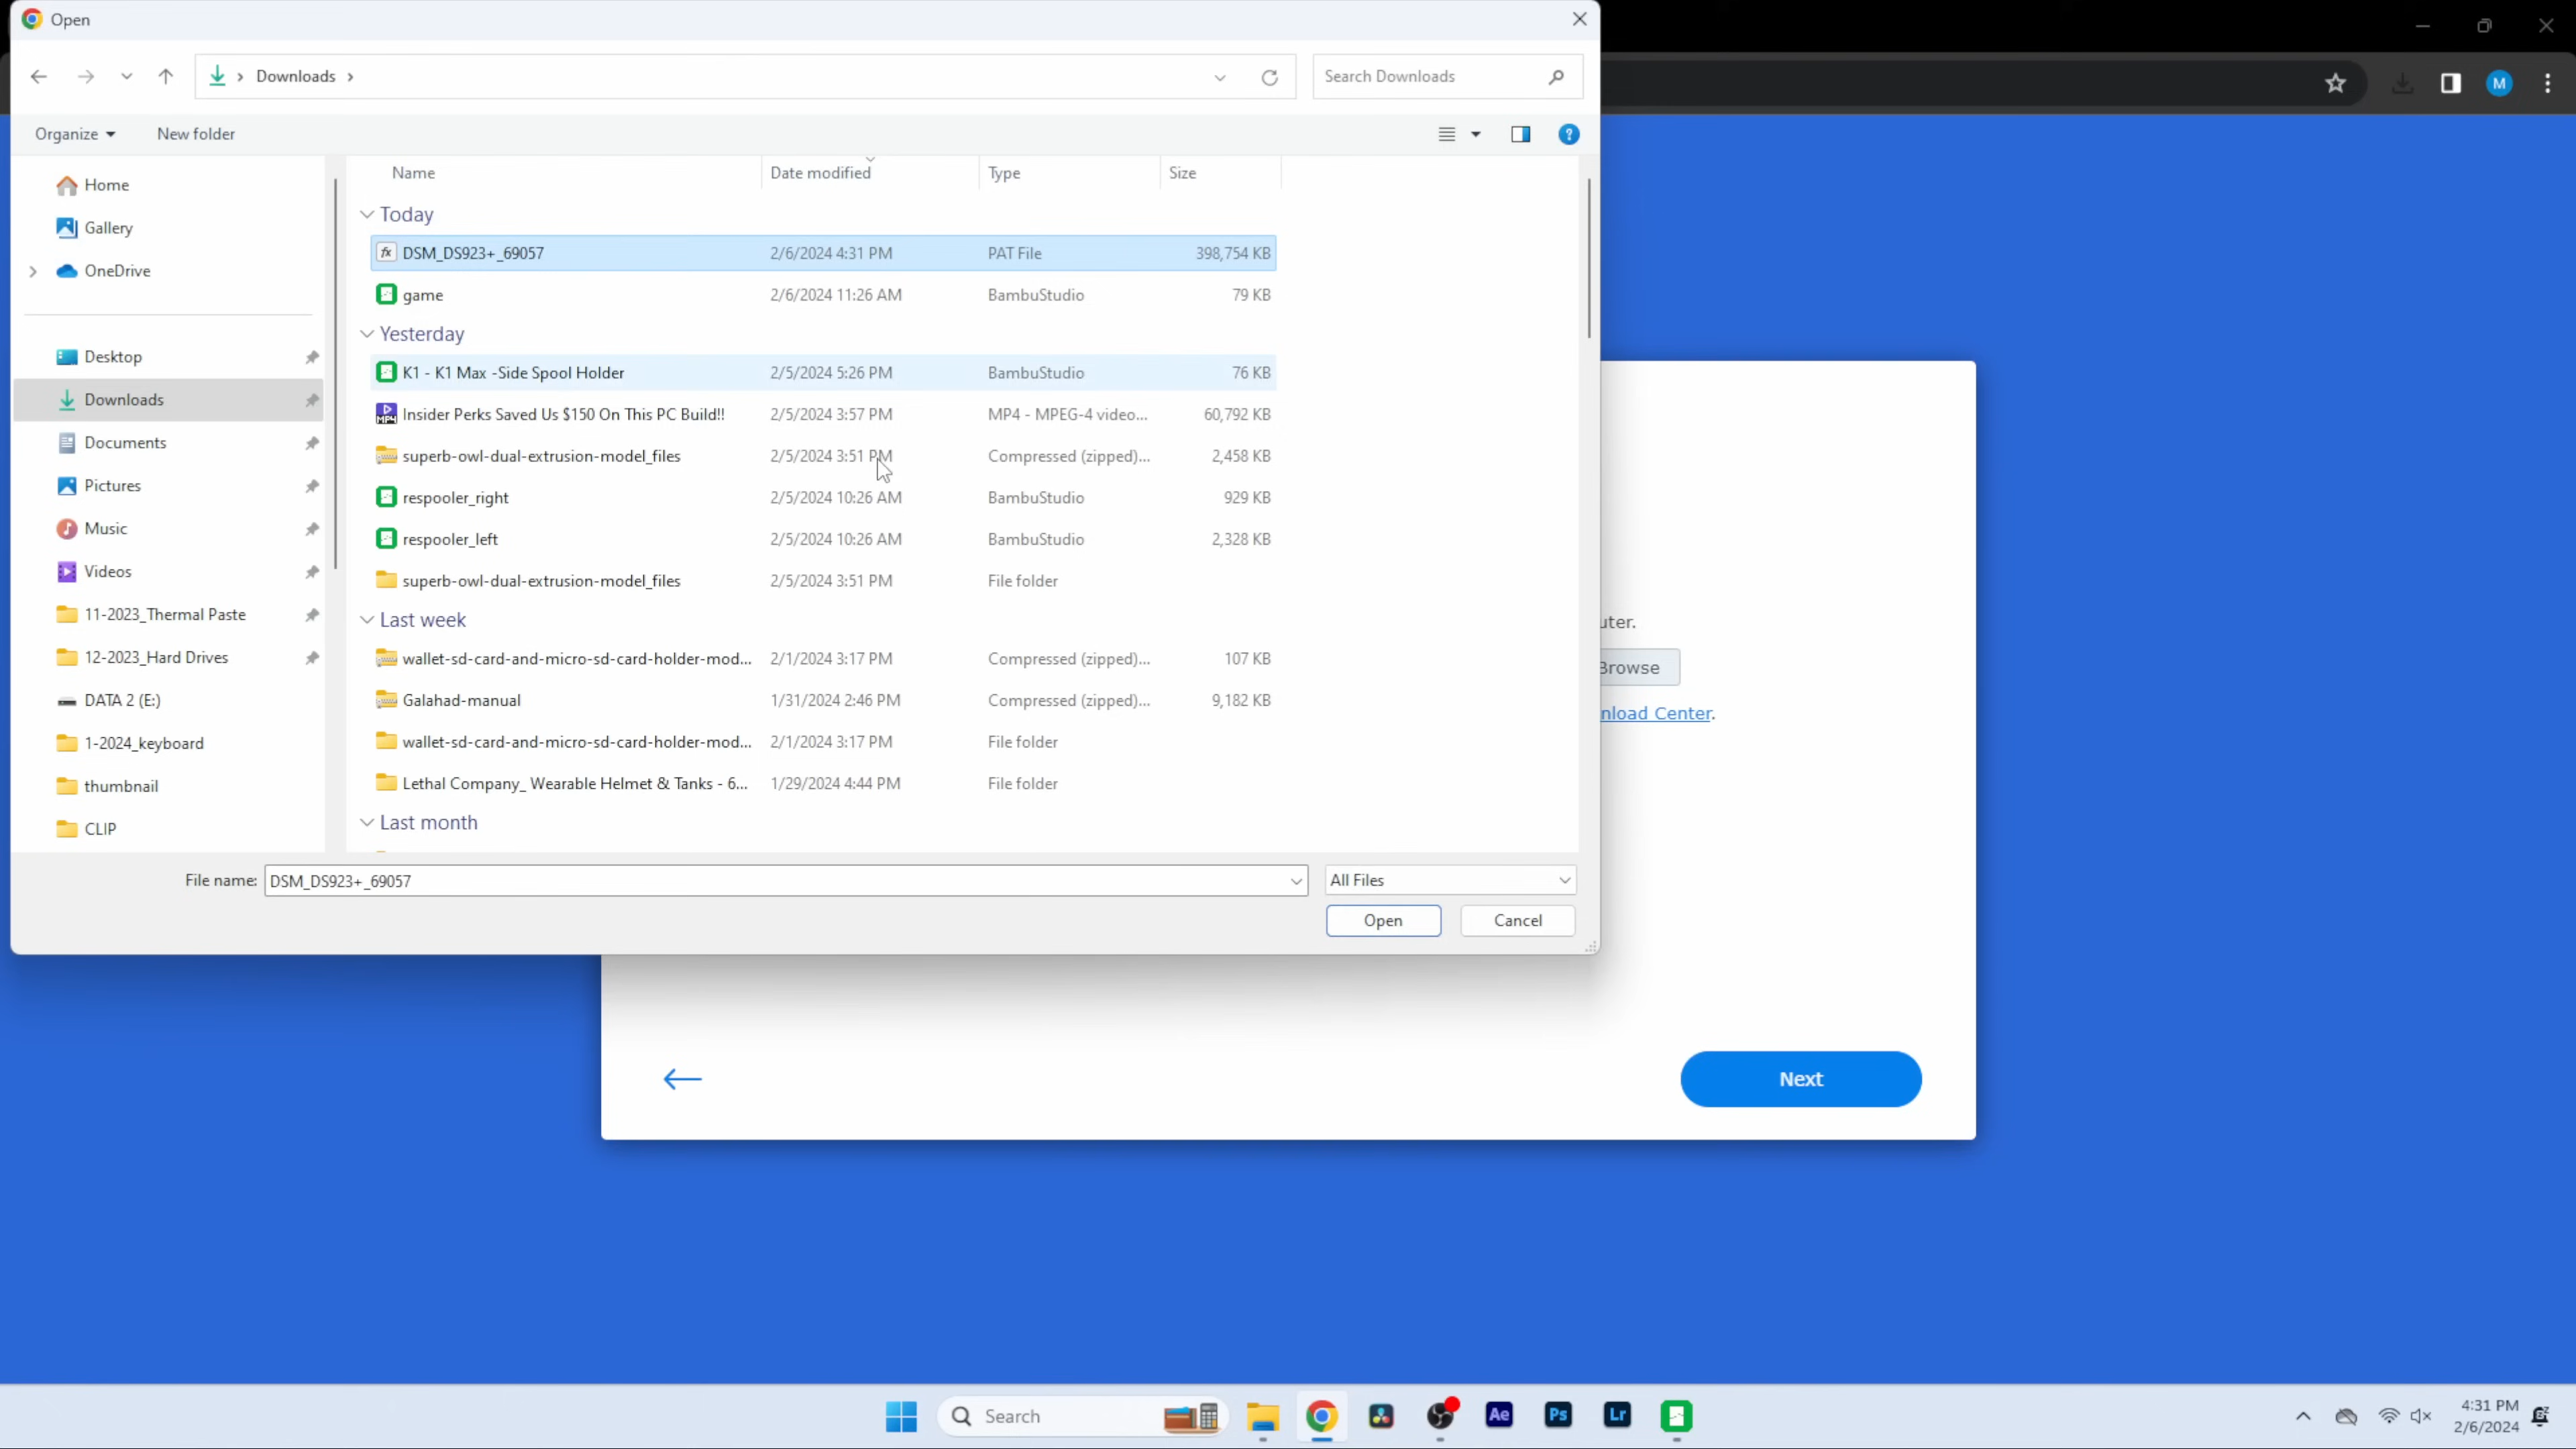 Open
Downloads
Search Downloads
Organize
New folder
Name Date modified Type Size
Home
Gallery
OneDrive
Desktop
Downloads
Documents
Pictures
Music
Videos
11-2023_Thermal Paste
12-2023_Hard Drives
DATA 2 (E:)
1-2024_keyboard
thumbnail
CLIP
Today
DSM_DS923+_69057 2/6/2024 4:31 PM PAT File 398,754 KB
game 2/6/2024 11:26 AM BambuStudio 79 KB
Yesterday
K1 - K1 Max -Side Spool Holder 2/5/2024 5:26 PM BambuStudio 76 KB
Insider Perks Saved Us $150 On This PC Build!! 2/5/2024 3:57 PM MP4 - MPEG-4 video... 60,792 KB
superb-owl-dual-extrusion-model_files 2/5/2024 3:51 PM Compressed (zipped)... 2,458 KB
respooler_right 2/5/2024 10:26 AM BambuStudio 929 KB
respooler_left 2/5/2024 10:26 AM BambuStudio 2,328 KB
superb-owl-dual-extrusion-model_files 2/5/2024 3:51 PM File folder
Last week
wallet-sd-card-and-micro-sd-card-holder-mod... 2/1/2024 3:17 PM Compressed (zipped)... 107 KB
Galahad-manual 1/31/2024 2:46 PM Compressed (zipped)... 9,182 KB
wallet-sd-card-and-micro-sd-card-holder-mod... 2/1/2024 3:17 PM File folder
Lethal Company_ Wearable Helmet & Tanks - 6... 1/29/2024 4:44 PM File folder
Last month
File name: DSM_DS923+_69057
All Files
Open Cancel
M
uter.
Browse
nload Center.
Next
Search
Ae
Ps
Lr
4:31 PM
2/6/2024